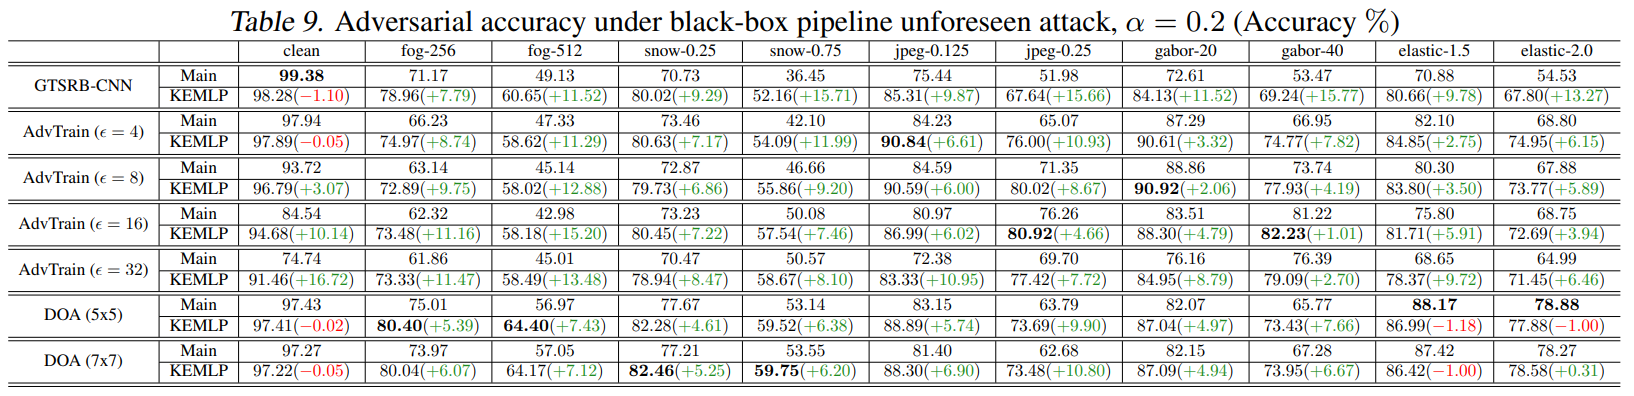 Table 9. Adversarial accuracy under black-box pipeline unforeseen attack, α = 0.2 (Accuracy %)
clean fog-256 fog-512 snow-0.25 snow-0.75 jpeg-0.125 jpeg-0.25 gabor-20 gabor-40 elastic-1.5 elastic-2.0
GTSRB-CNN Main 99.38 71.17 49.13 70.73 36.45 75.44 51.98 72.61 53.47 70.88 54.53
KEMLP 98.28(−1.10) 78.96(+7.79) 60.65(+11.52) 80.02(+9.29) 52.16(+15.71) 85.31(+9.87) 67.64(+15.66) 84.13(+11.52) 69.24(+15.77) 80.66(+9.78) 67.80(+13.27)
AdvTrain (ϵ = 4) Main 97.94 66.23 47.33 73.46 42.10 84.23 65.07 87.29 66.95 82.10 68.80
KEMLP 97.89(−0.05) 74.97(+8.74) 58.62(+11.29) 80.63(+7.17) 54.09(+11.99) 90.84(+6.61) 76.00(+10.93) 90.61(+3.32) 74.77(+7.82) 84.85(+2.75) 74.95(+6.15)
AdvTrain (ϵ = 8) Main 93.72 63.14 45.14 72.87 46.66 84.59 71.35 88.86 73.74 80.30 67.88
KEMLP 96.79(+3.07) 72.89(+9.75) 58.02(+12.88) 79.73(+6.86) 55.86(+9.20) 90.59(+6.00) 80.02(+8.67) 90.92(+2.06) 77.93(+4.19) 83.80(+3.50) 73.77(+5.89)
AdvTrain (ϵ = 16) Main 84.54 62.32 42.98 73.23 50.08 80.97 76.26 83.51 81.22 75.80 68.75
KEMLP 94.68(+10.14) 73.48(+11.16) 58.18(+15.20) 80.45(+7.22) 57.54(+7.46) 86.99(+6.02) 80.92(+4.66) 88.30(+4.79) 82.23(+1.01) 81.71(+5.91) 72.69(+3.94)
AdvTrain (ϵ = 32) Main 74.74 61.86 45.01 70.47 50.57 72.38 69.70 76.16 76.39 68.65 64.99
KEMLP 91.46(+16.72) 73.33(+11.47) 58.49(+13.48) 78.94(+8.47) 58.67(+8.10) 83.33(+10.95) 77.42(+7.72) 84.95(+8.79) 79.09(+2.70) 78.37(+9.72) 71.45(+6.46)
DOA (5x5) Main 97.43 75.01 56.97 77.67 53.14 83.15 63.79 82.07 65.77 88.17 78.88
KEMLP 97.41(−0.02) 80.40(+5.39) 64.40(+7.43) 82.28(+4.61) 59.52(+6.38) 88.89(+5.74) 73.69(+9.90) 87.04(+4.97) 73.43(+7.66) 86.99(−1.18) 77.88(−1.00)
DOA (7x7) Main 97.27 73.97 57.05 77.21 53.55 81.40 62.68 82.15 67.28 87.42 78.27
KEMLP 97.22(−0.05) 80.04(+6.07) 64.17(+7.12) 82.46(+5.25) 59.75(+6.20) 88.30(+6.90) 73.48(+10.80) 87.09(+4.94) 73.95(+6.67) 86.42(−1.00) 78.58(+0.31)